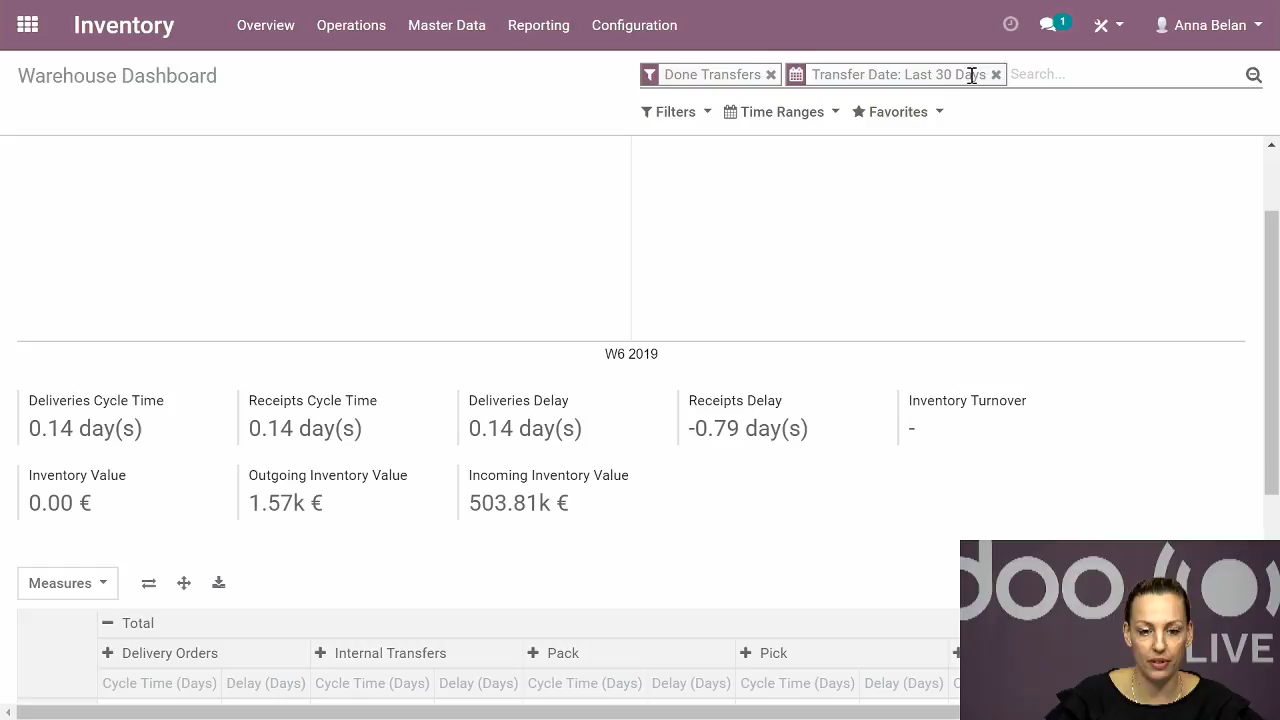 Inventory
Overview
Operations
Master Data
Reporting
Configuration
1
Anna Belan
Warehouse Dashboard
Done Transfers
Transfer Date: Last 30 Days
Search...
Filters
Time Ranges
Favorites
W6 2019
Deliveries Cycle Time
0.14 day(s)
Receipts Cycle Time
0.14 day(s)
Deliveries Delay
0.14 day(s)
Receipts Delay
-0.79 day(s)
Inventory Turnover
-
Inventory Value
0.00 €
Outgoing Inventory Value
1.57k €
Incoming Inventory Value
503.81k €
Measures
Total
Delivery Orders
Internal Transfers
Pack
Pick
Cycle Time (Days)
Delay (Days)
Cycle Time (Days)
Delay (Days)
Cycle Time (Days)
Delay (Days)
Cycle Time (Days)
Delay (Days)
doo
LIVE